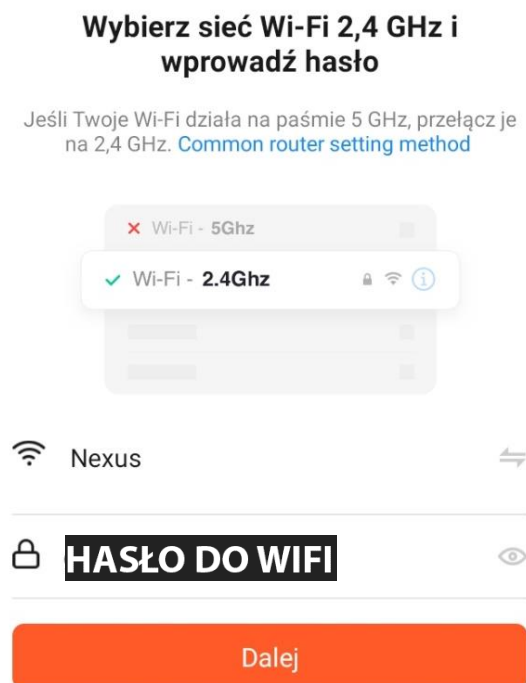 Wybierz sieć Wi-Fi 2,4 GHz i
wprowadź hasło
Jeśli Twoje Wi-Fi działa na paśmie 5 GHz, przełącz je
na 2,4 GHz. Common router setting method
Wi-Fi - 5Ghz
Wi-Fi - 2.4Ghz
Nexus
HASŁO DO WIFI
Dalej